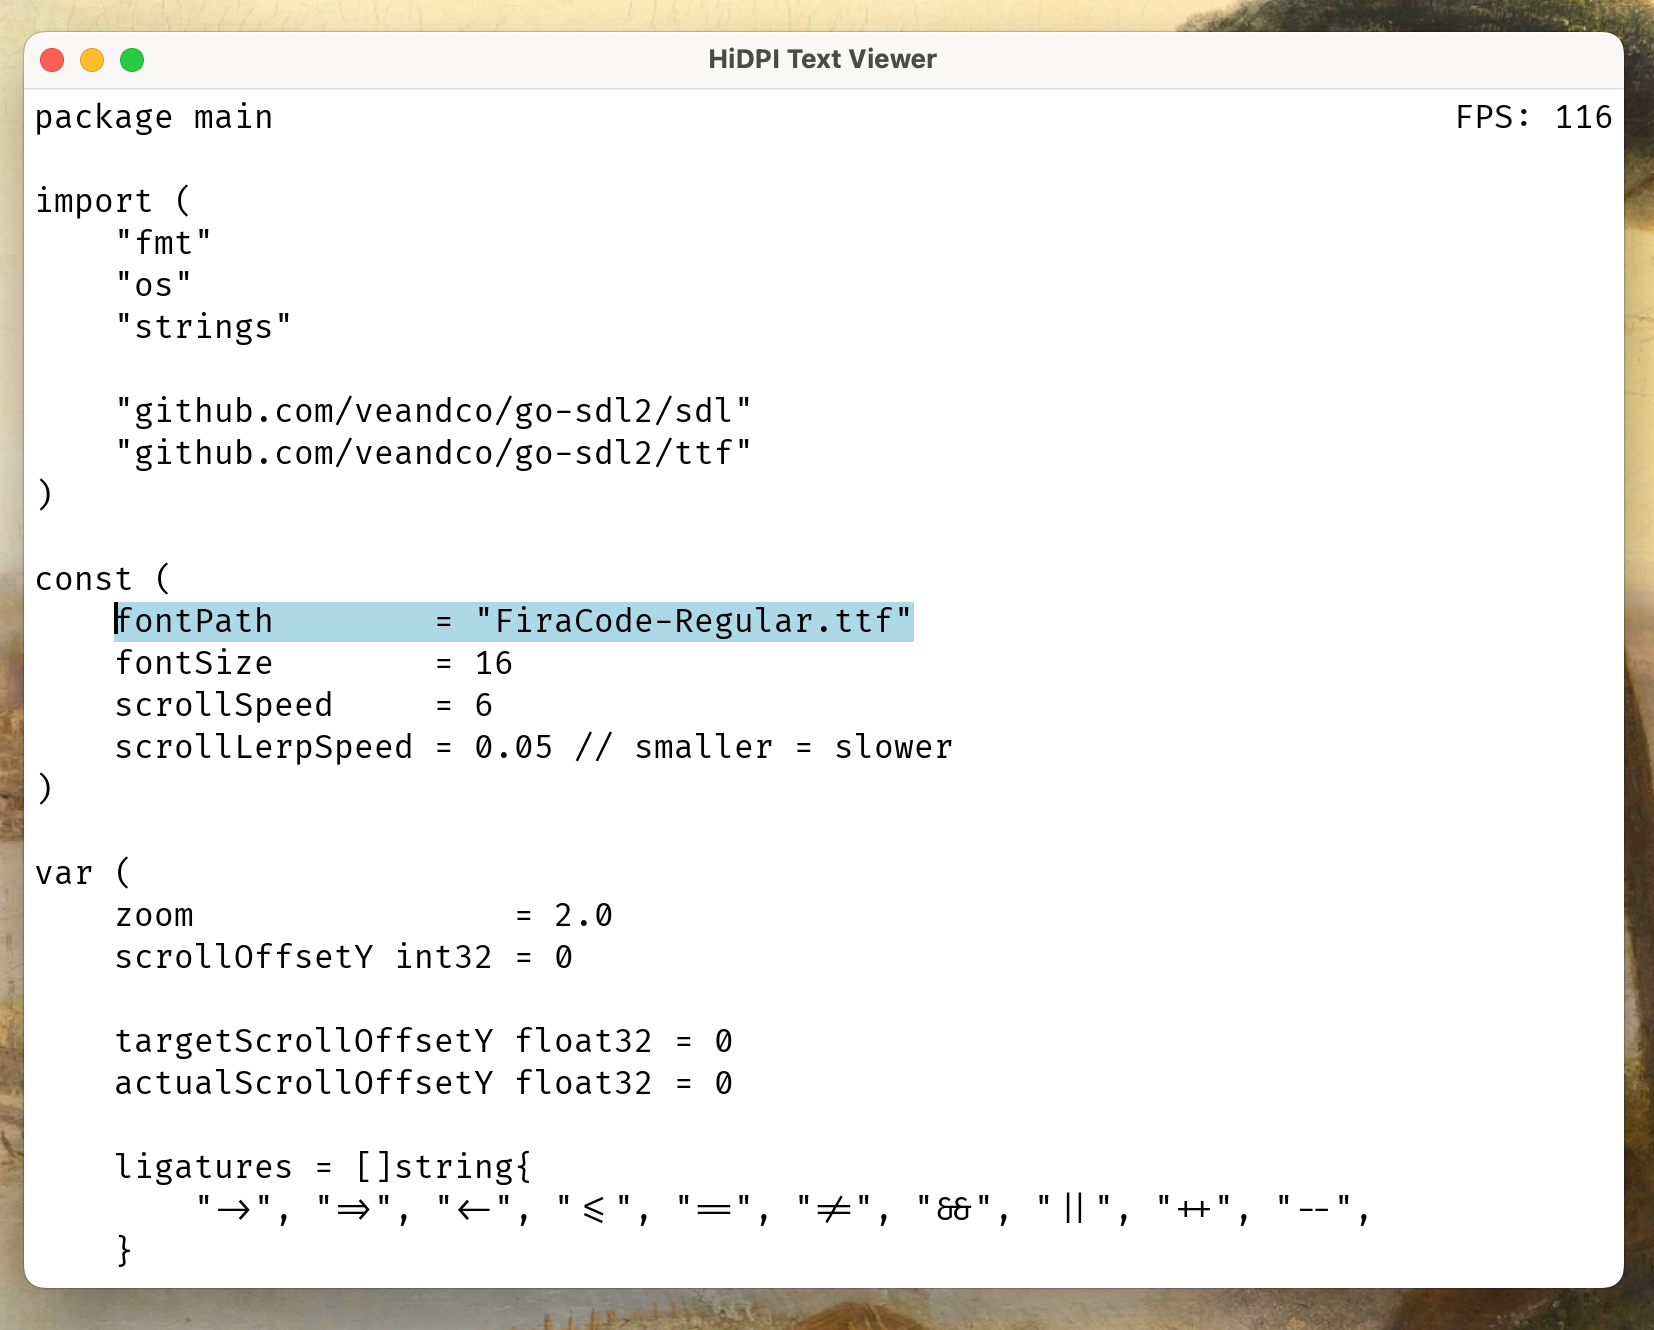 HiDPI Text Viewer
package main
FPS: 116
import (
    "fmt"
    "os"
    "strings"
    "github.com/veandco/go-sdl2/sdl"
    "github.com/veandco/go-sdl2/ttf"
)
const (
    fontPath        = "FiraCode-Regular.ttf"
    fontSize        = 16
    scrollSpeed     = 6
    scrollLerpSpeed = 0.05 // smaller = slower
)
var (
    zoom                = 2.0
    scrollOffsetY int32 = 0
    targetScrollOffsetY float32 = 0
    actualScrollOffsetY float32 = 0
    ligatures = []string{
        "->", "=>", "<-", "<=", "==", "!=", "&&", "||", "++", "--",
    }